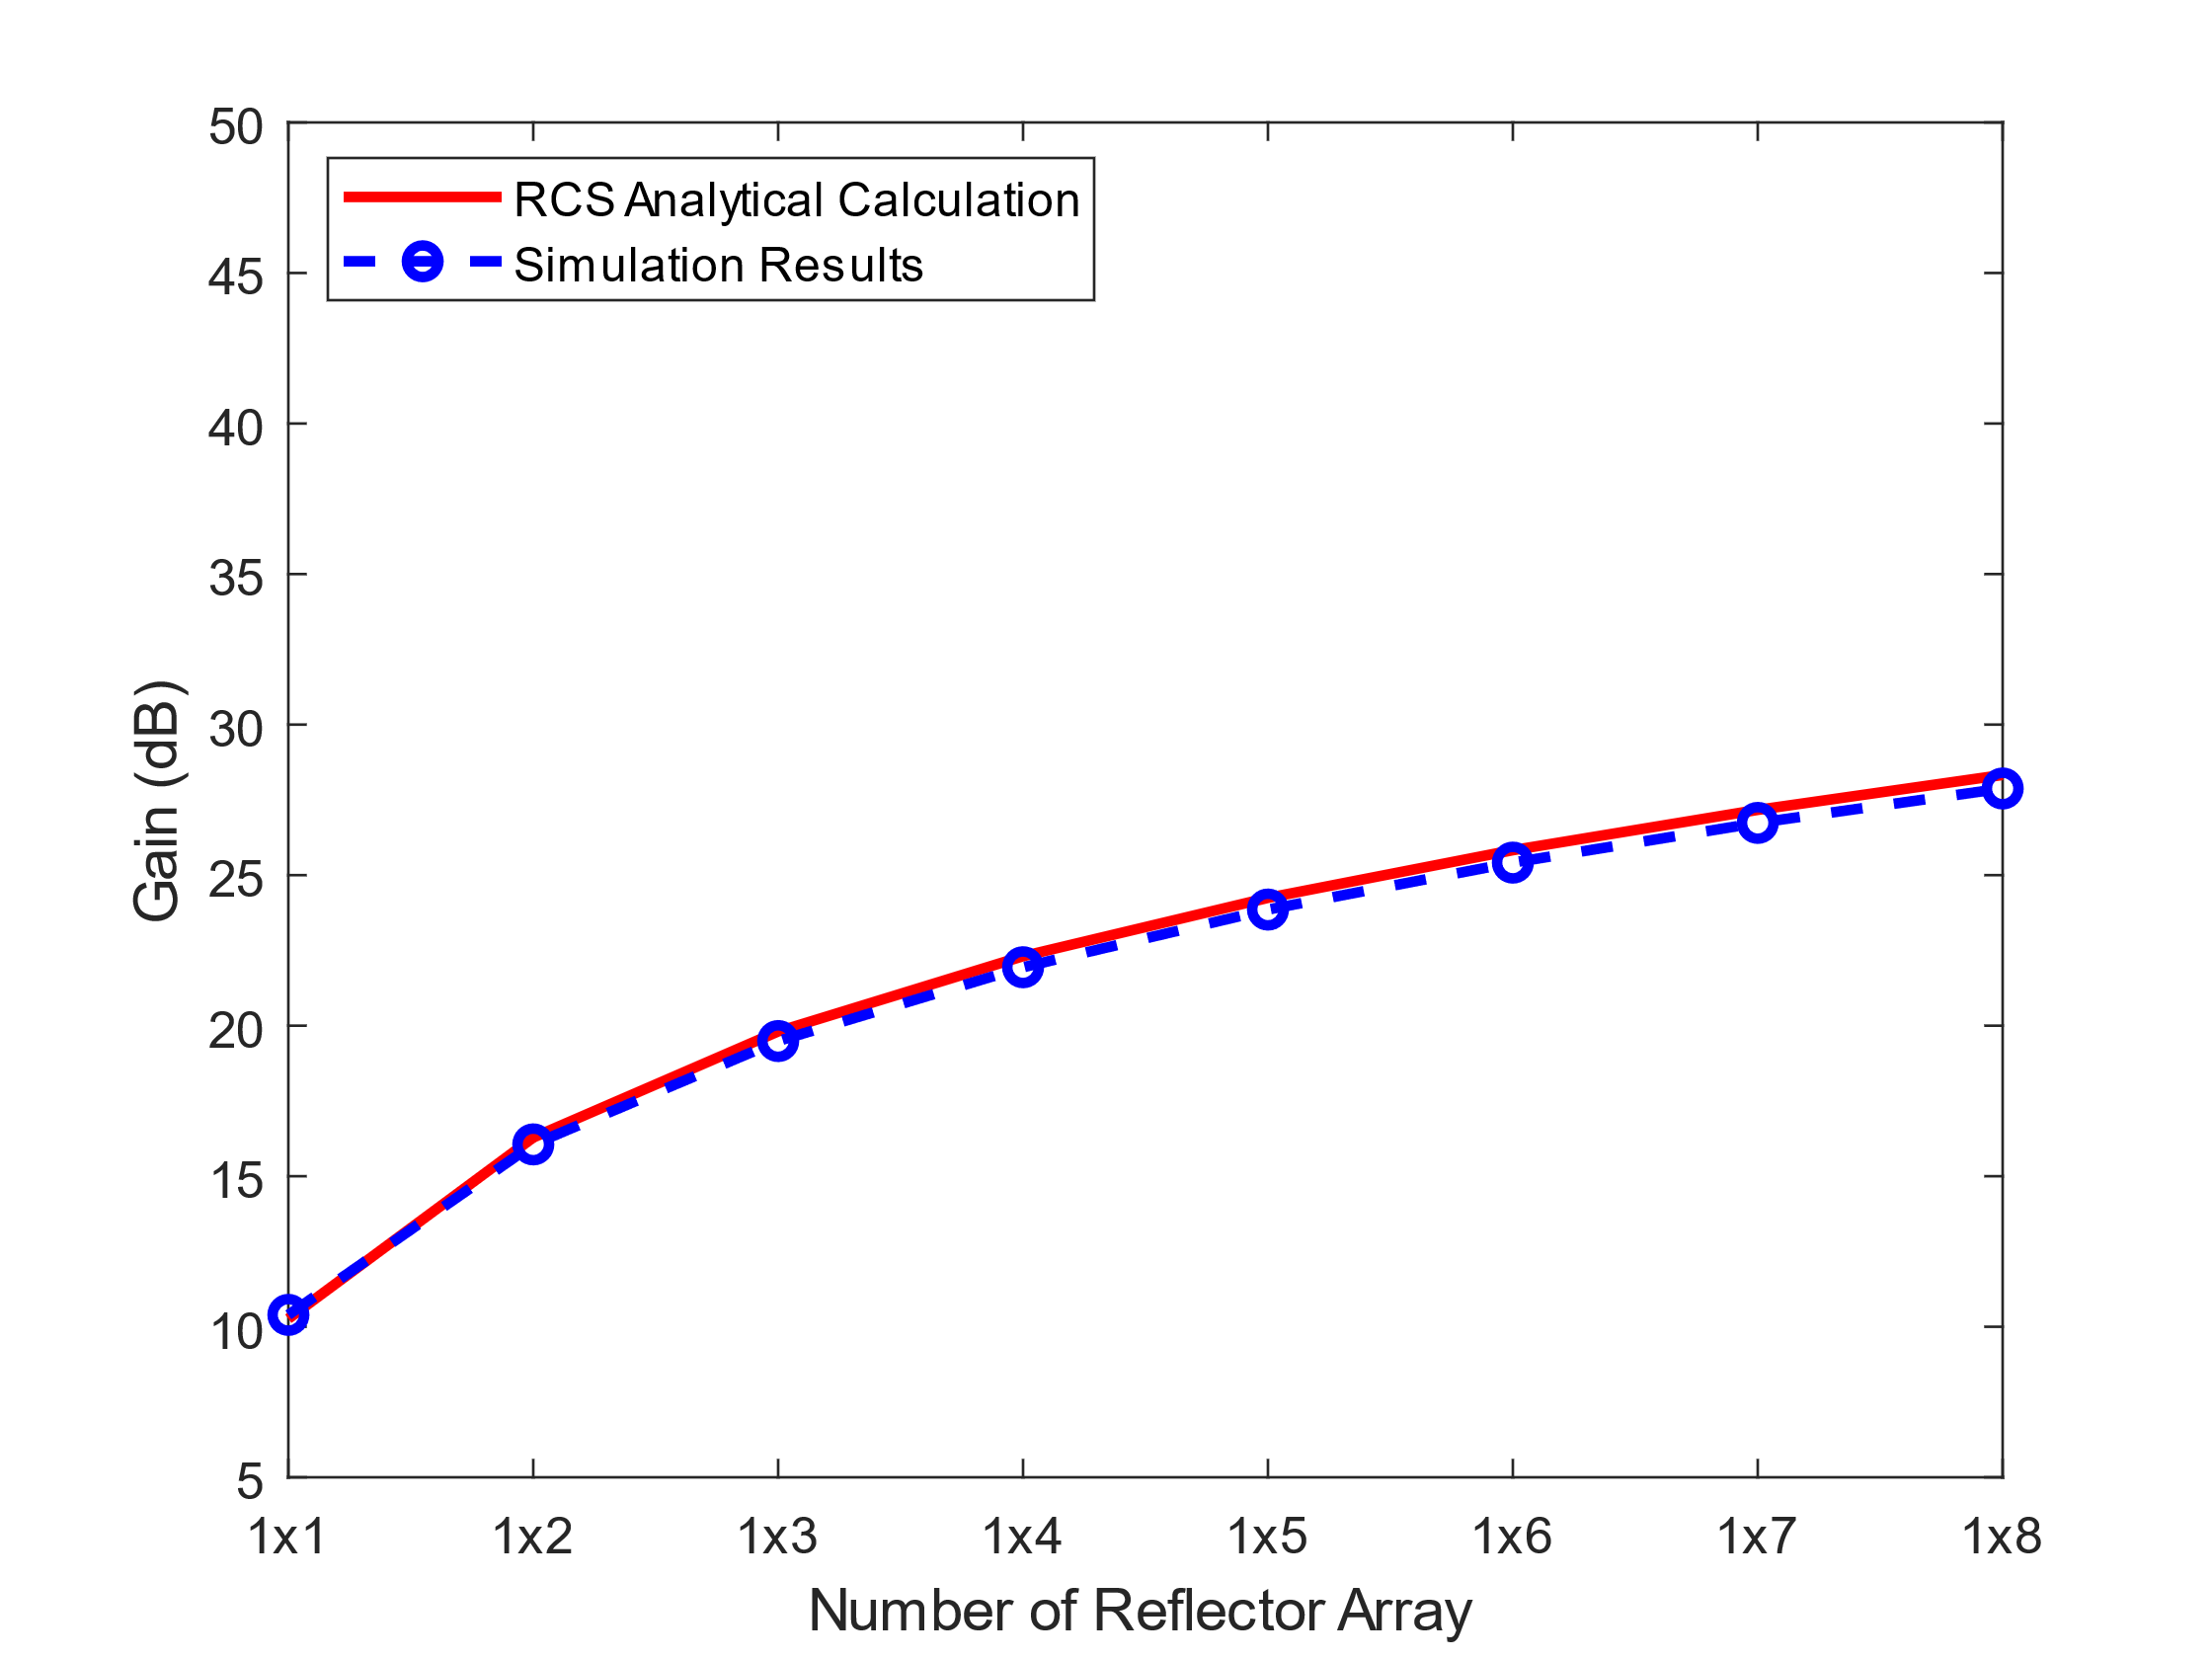 50
RCS Analytical Calculation
Simulation Results
45
40
35
30
25
20
15
10
5
Gain (dB)
1x1 1x2 1x3 1x4 1x5 1x6 1x7 1x8
Number of Reflector Array